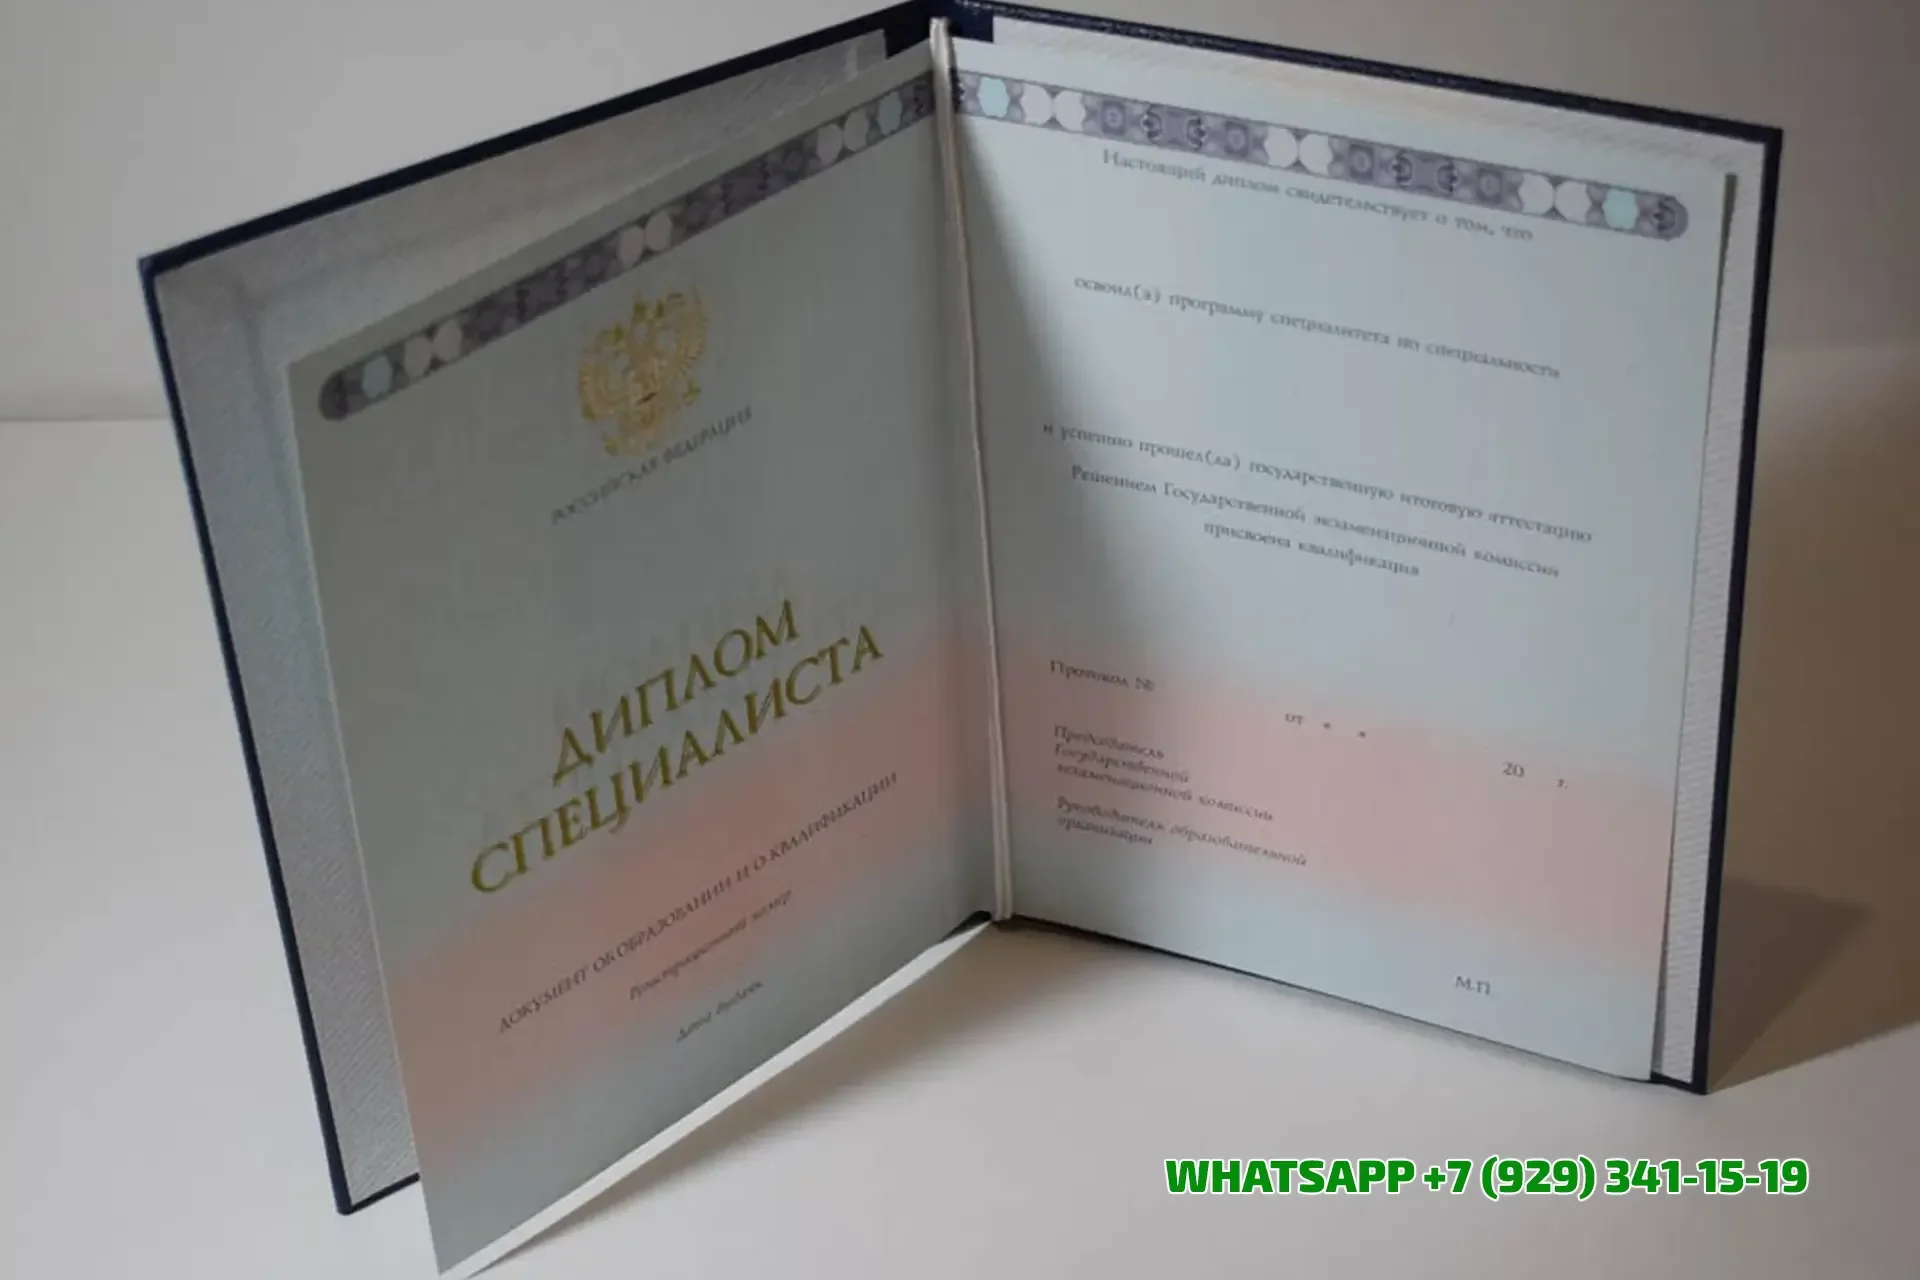 РОССИЙСКАЯ ФЕДЕРАЦИЯ
ДИПЛОМ
СПЕЦИАЛИСТА
ДОКУМЕНТ ОБ ОБРАЗОВАНИИ И О КВАЛИФИКАЦИИ
Регистрационный номер
Дата выдачи
Настоящий диплом свидетельствует о том, что
освоил(а) программу специалитета по специальности
и успешно прошел(ла) государственную итоговую аттестацию
Решением Государственной экзаменационной комиссии
присвоена квалификация
Протокол №
от « »
20 г.
Председатель
Государственной
экзаменационной комиссии
Руководитель образовательной
организации
М.П.
WHATSAPP +7 (929) 341-15-19